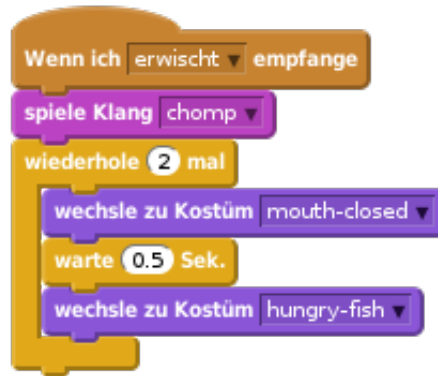 Wenn ich erwischt empfange
spiele Klang chomp
wiederhole 2 mal
wechsle zu Kostüm mouth-closed
warte 0.5 Sek.
wechsle zu Kostüm hungry-fish